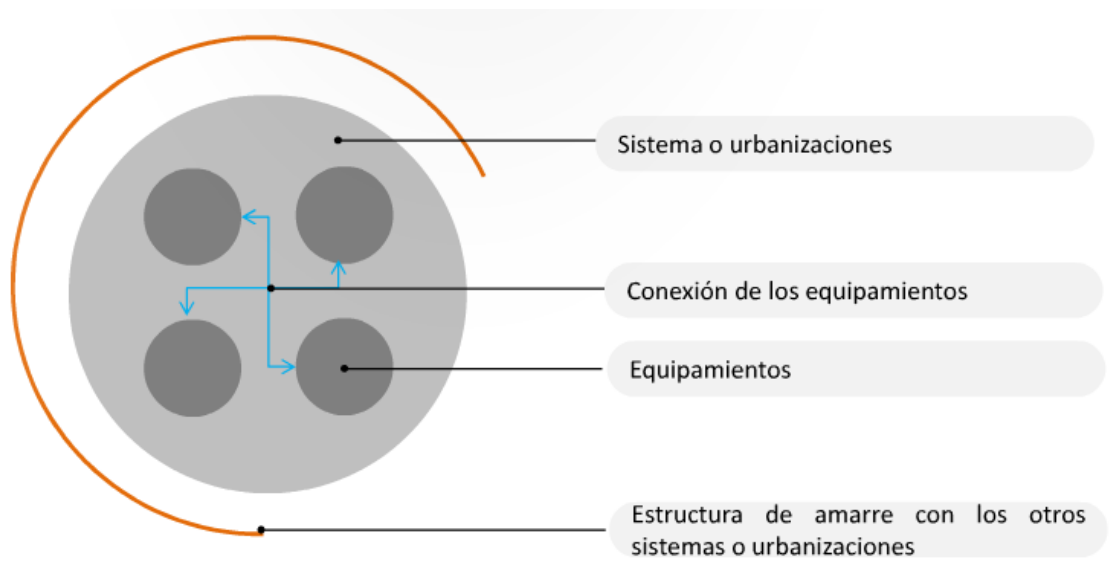 Sistema o urbanizaciones
Conexión de los equipamientos
Equipamientos
Estructura de amarre con los otros
sistemas o urbanizaciones